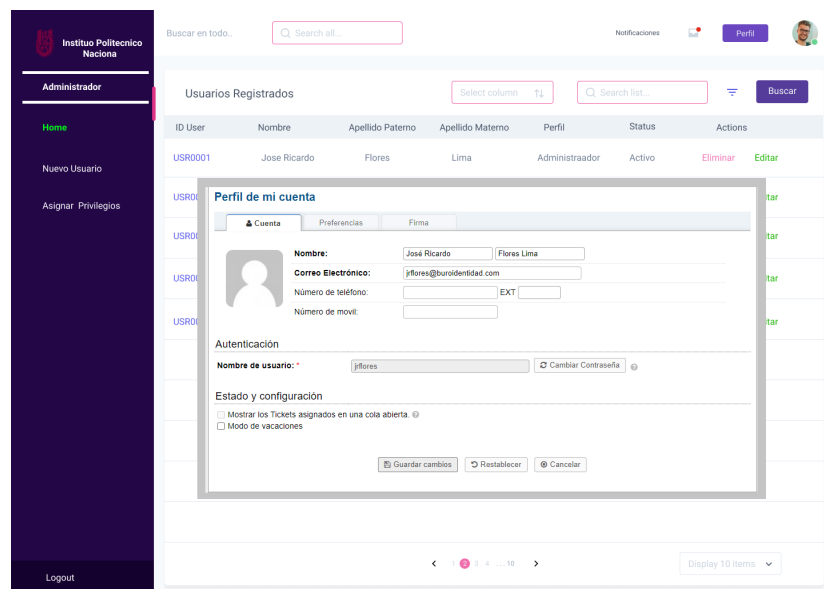 Instituo Politecnico
Naciona
Administrador
Home
Nuevo Usuario
Asignar Privilegios
Logout
Buscar en todo..
Search all...
Notificaciones
Perfil
Usuarios Registrados
Select column
Search list...
Buscar
ID User Nombre Apellido Paterno Apellido Materno Perfil Status Actions
USR0001 Jose Ricardo Flores Lima Administraador Activo Eliminar Editar
Perfil de mi cuenta
Cuenta Preferencias Firma
Nombre: José Ricardo Flores Lima
Correo Electrónico: jrflores@buroidentidad.com
Número de teléfono: EXT
Número de movil:
Autenticación
Nombre de usuario: * jrflores Cambiar Contraseña
Estado y configuración
Mostrar los Tickets asignados en una cola abierta.
Modo de vacaciones
Guardar cambios Restablecer Cancelar
1 2 3 4 ... 10
Display 10 items